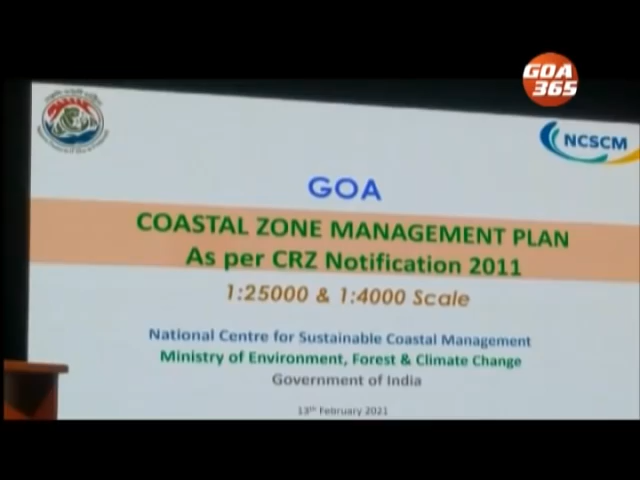 GOA
365
NCSCM
GOA
COASTAL ZONE MANAGEMENT PLAN
As per CRZ Notification 2011
1:25000 & 1:4000 Scale
National Centre for Sustainable Coastal Management
Ministry of Environment, Forest & Climate Change
Government of India
13th February 2021